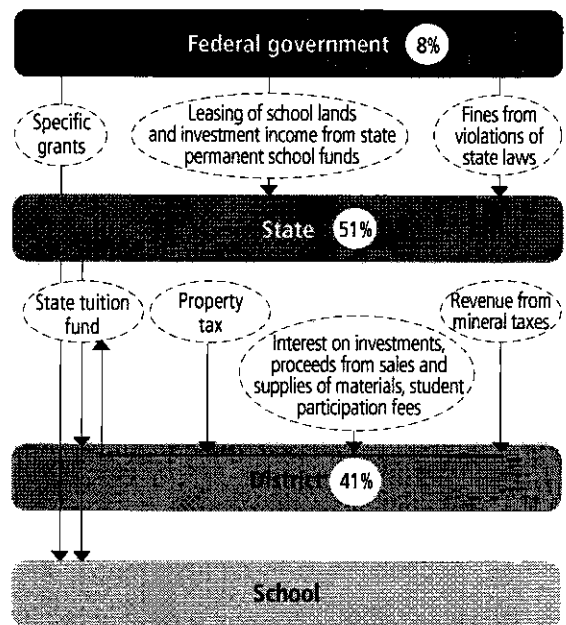 Federal government 8%
Specific
grants
Leasing of school lands
and investment income from state
permanent school funds
Fines from
violations of
state laws
State 51%
State tuition
fund
Property
tax
Interest on investments,
proceeds from sales and
supplies of materials, student
participation fees
Revenue from
mineral taxes
District 41%
School